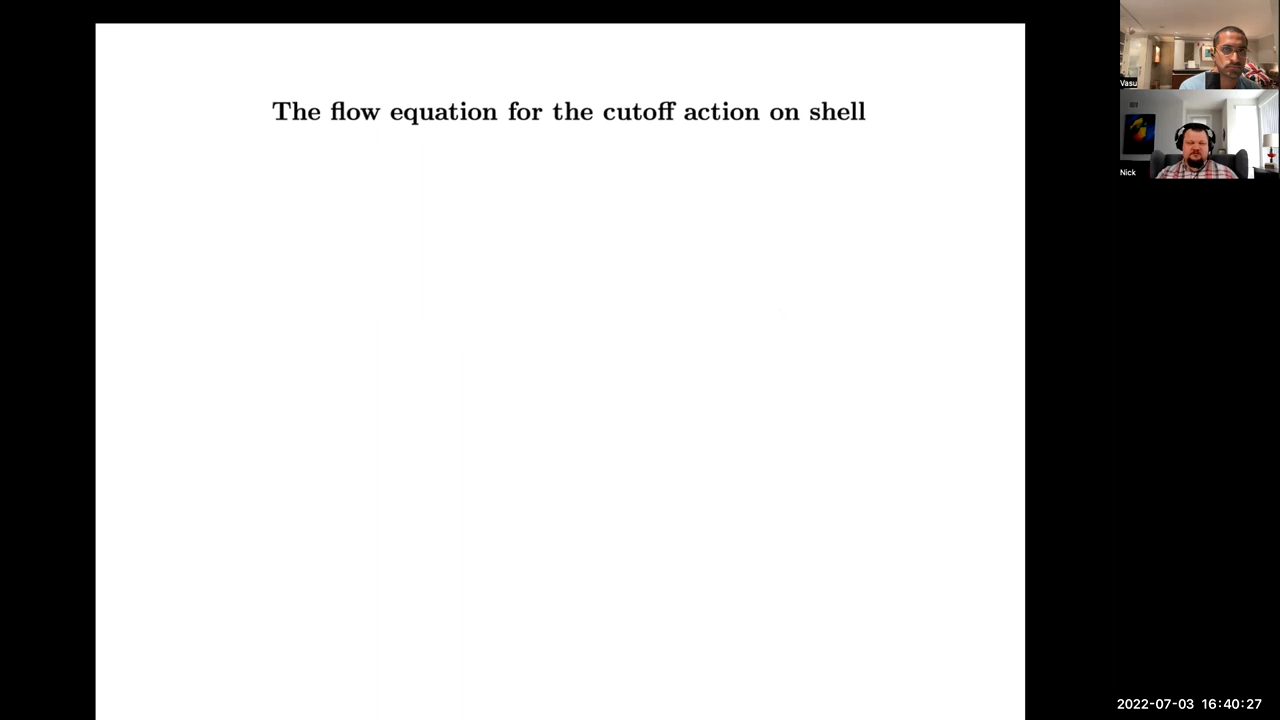 The flow equation for the cutoff action on shell
Vasu
Nick
2022-07-03 16:40:27